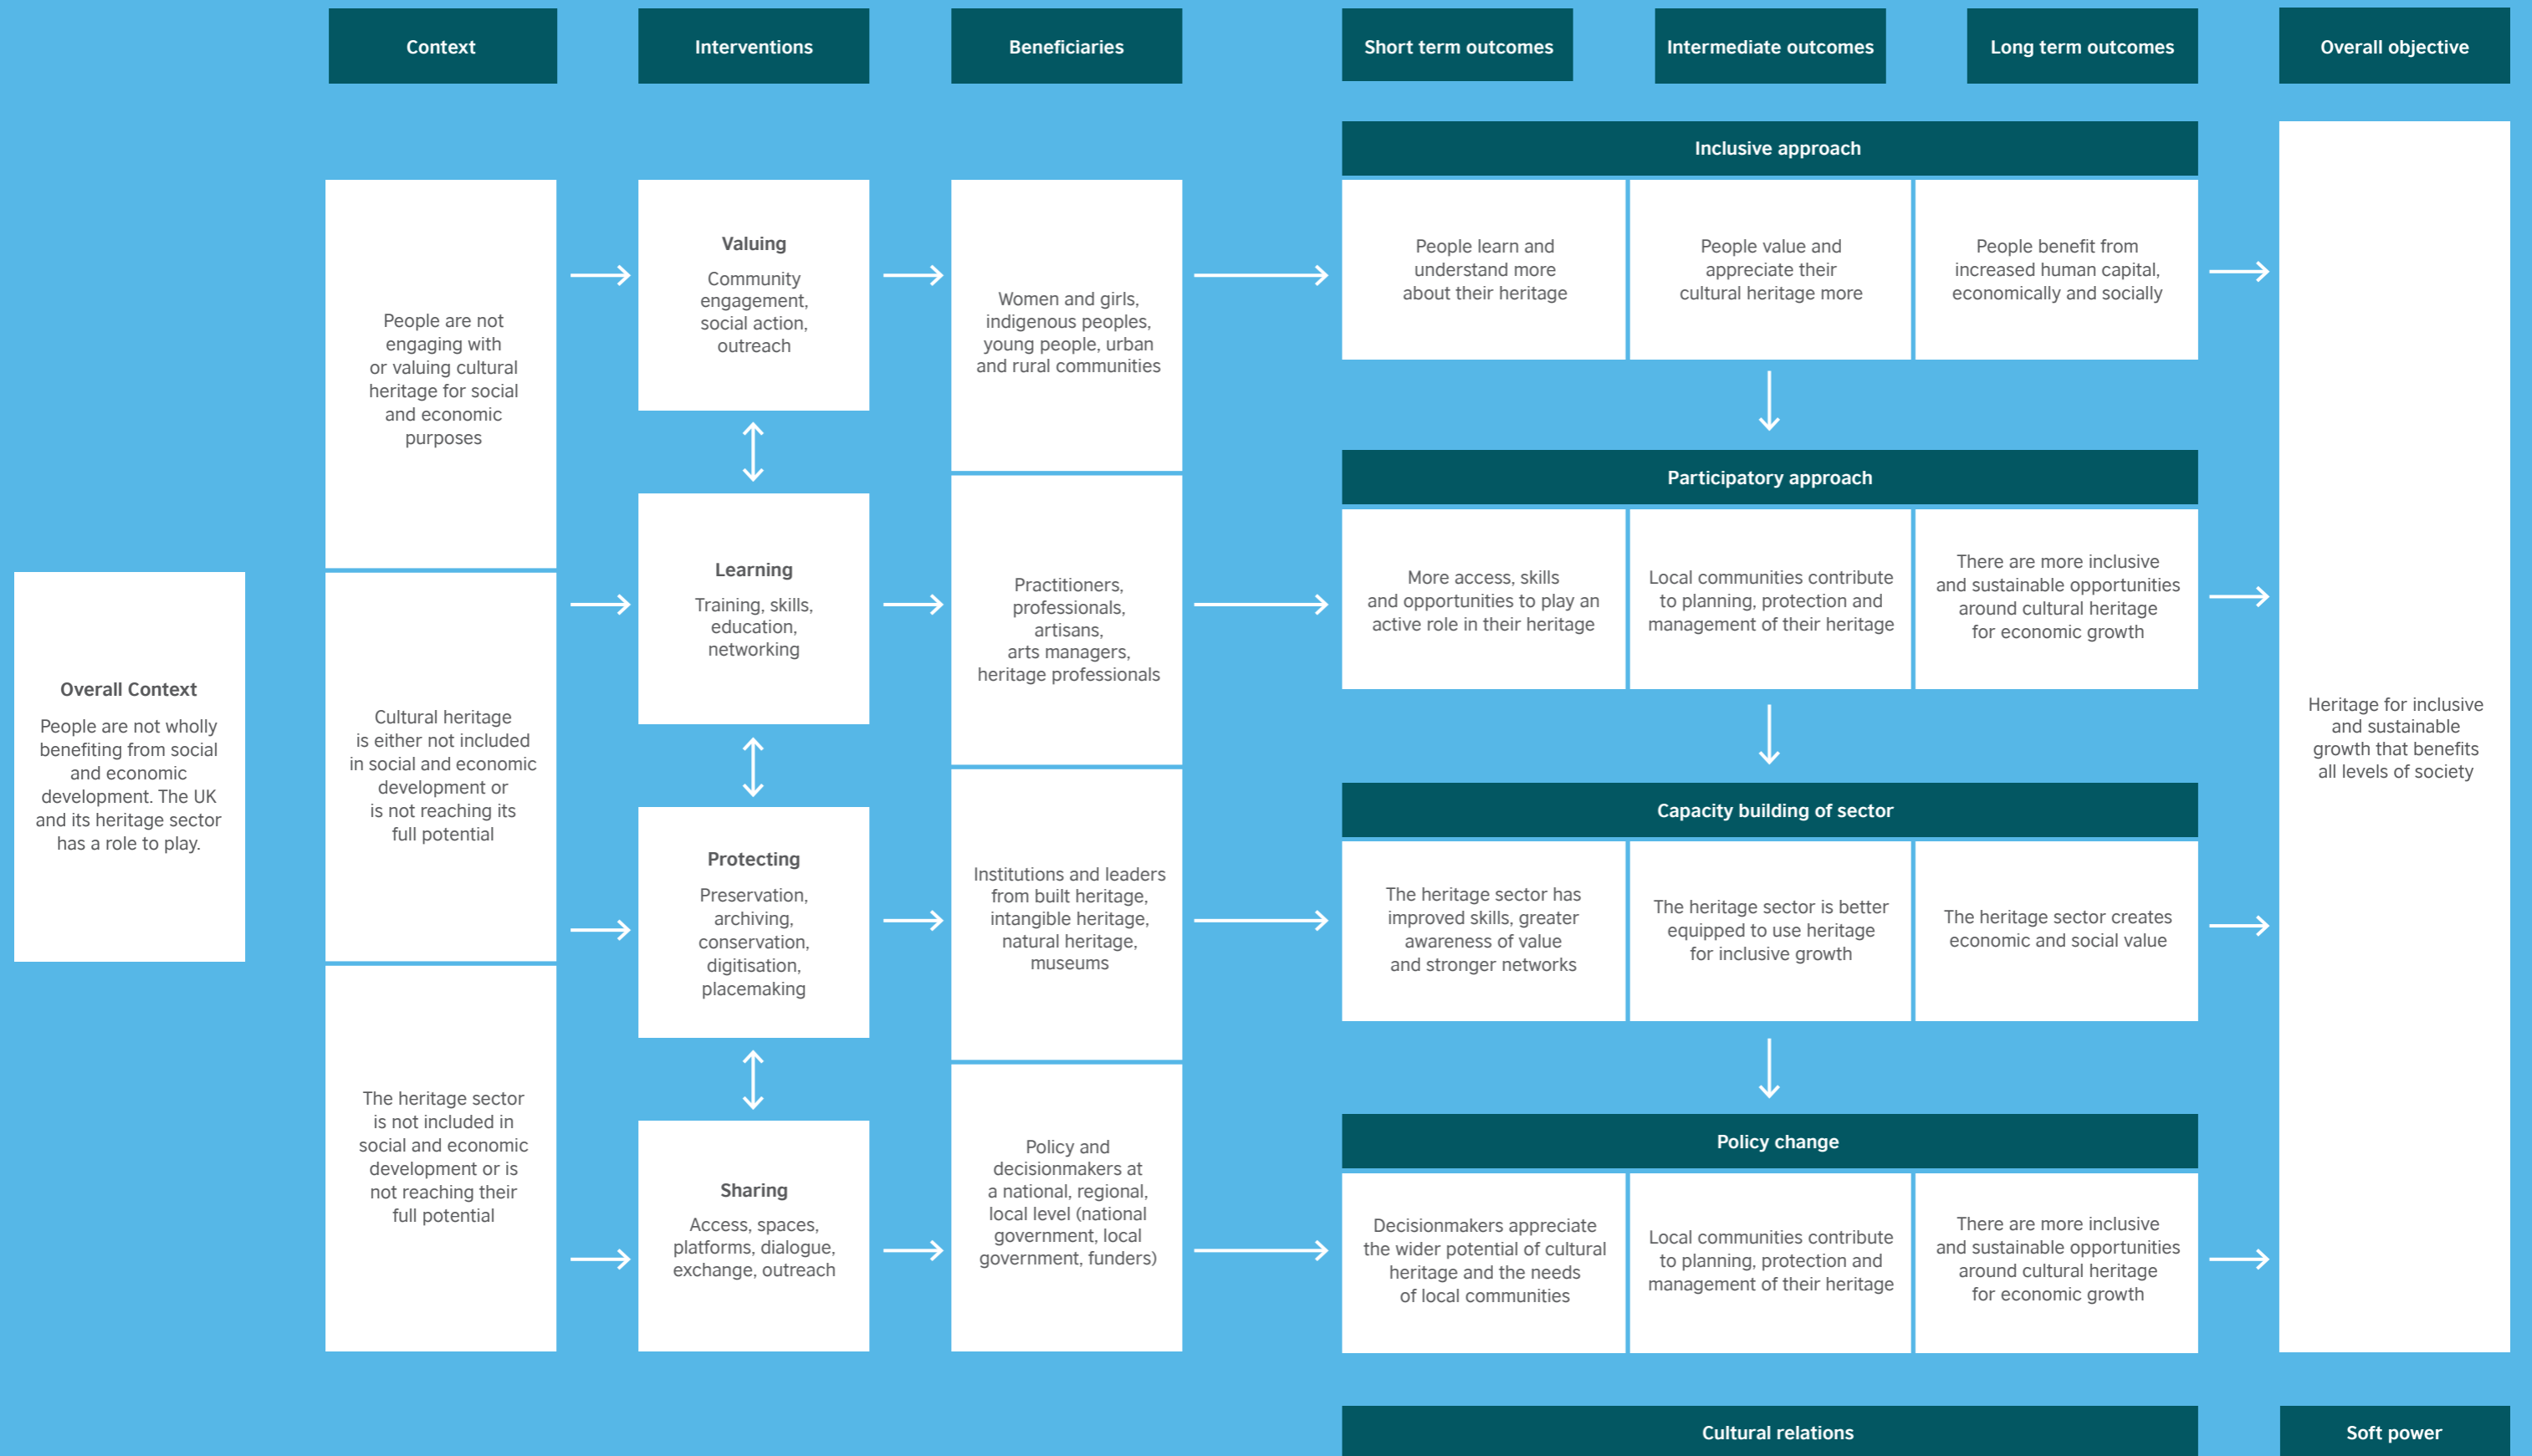 Context
Interventions
Beneficiaries
Short term outcomes
Intermediate outcomes
Long term outcomes
Overall objective
Overall Context
People are not wholly
benefiting from social
and economic
development. The UK
and its heritage sector
has a role to play.
People are not
engaging with
or valuing cultural
heritage for social
and economic
purposes
Cultural heritage
is either not included
in social and economic
development or
is not reaching its
full potential
The heritage sector
is not included in
social and economic
development or is
not reaching their
full potential
Valuing
Community
engagement,
social action,
outreach
Learning
Training, skills,
education,
networking
Protecting
Preservation,
archiving,
conservation,
digitisation,
placemaking
Sharing
Access, spaces,
platforms, dialogue,
exchange, outreach
Women and girls,
indigenous peoples,
young people, urban
and rural communities
Practitioners,
professionals,
artisans,
arts managers,
heritage professionals
Institutions and leaders
from built heritage,
intangible heritage,
natural heritage,
museums
Policy and
decisionmakers at
a national, regional,
local level (national
government, local
government, funders)
Inclusive approach
People learn and
understand more
about their heritage
People value and
appreciate their
cultural heritage more
People benefit from
increased human capital,
economically and socially
Participatory approach
More access, skills
and opportunities to play an
active role in their heritage
Local communities contribute
to planning, protection and
management of their heritage
There are more inclusive
and sustainable opportunities
around cultural heritage
for economic growth
Capacity building of sector
The heritage sector has
improved skills, greater
awareness of value
and stronger networks
The heritage sector is better
equipped to use heritage
for inclusive growth
The heritage sector creates
economic and social value
Policy change
Decisionmakers appreciate
the wider potential of cultural
heritage and the needs
of local communities
Local communities contribute
to planning, protection and
management of their heritage
There are more inclusive
and sustainable opportunities
around cultural heritage
for economic growth
Heritage for inclusive
and sustainable
growth that benefits
all levels of society
Cultural relations
Soft power